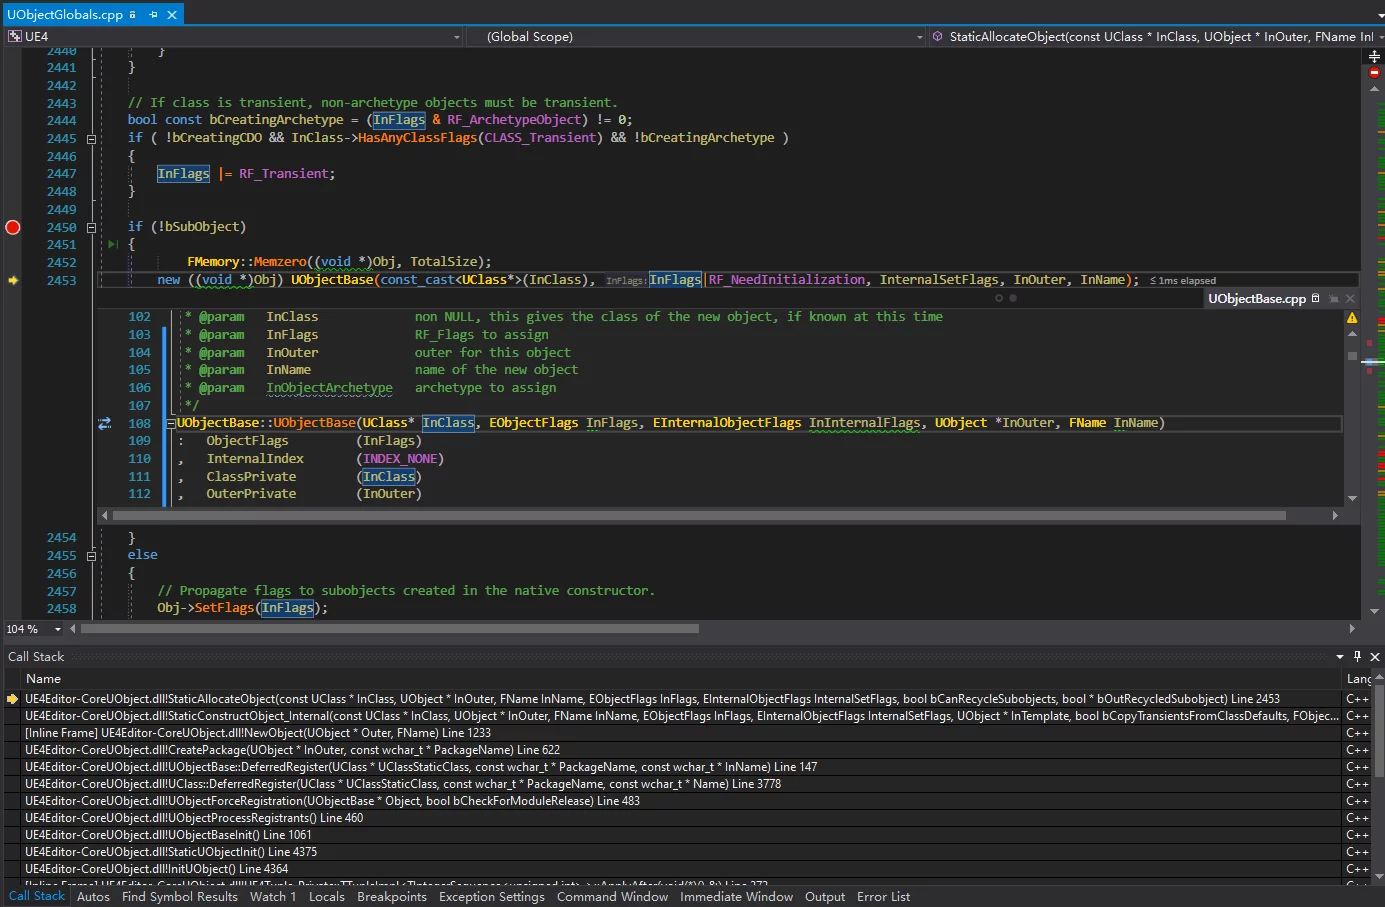 UObjectGlobals.cpp
UE4
(Global Scope)
StaticAllocateObject(const UClass * InClass, UObject * InOuter, FName InI
2440 }
2441 }
2442
2443 // If class is transient, non-archetype objects must be transient.
2444 bool const bCreatingArchetype = (InFlags & RF_ArchetypeObject) != 0;
2445 if ( !bCreatingCDO && InClass->HasAnyClassFlags(CLASS_Transient) && !bCreatingArchetype )
2446 {
2447 InFlags |= RF_Transient;
2448 }
2449
2450 if (!bSubObject)
2451 {
2452 FMemory::Memzero((void *)Obj, TotalSize);
2453 new ((void *)Obj) UObjectBase(const_cast<UClass*>(InClass), InFlags: InFlags|RF_NeedInitialization, InternalSetFlags, InOuter, InName); ≤ 1ms elapsed
UObjectBase.cpp
102 * @param InClass non NULL, this gives the class of the new object, if known at this time
103 * @param InFlags RF_Flags to assign
104 * @param InOuter outer for this object
105 * @param InName name of the new object
106 * @param InObjectArchetype archetype to assign
107 */
108 UObjectBase::UObjectBase(UClass* InClass, EObjectFlags InFlags, EInternalObjectFlags InInternalFlags, UObject *InOuter, FName InName)
109 : ObjectFlags (InFlags)
110 , InternalIndex (INDEX_NONE)
111 , ClassPrivate (InClass)
112 , OuterPrivate (InOuter)
2454 }
2455 else
2456 {
2457 // Propagate flags to subobjects created in the native constructor.
2458 Obj->SetFlags(InFlags);
104 %
Call Stack
Name Lang
UE4Editor-CoreUObject.dll!StaticAllocateObject(const UClass * InClass, UObject * InOuter, FName InName, EObjectFlags InFlags, EInternalObjectFlags InternalSetFlags, bool bCanRecycleSubobjects, bool * bOutRecycledSubobject) Line 2453 C++
UE4Editor-CoreUObject.dll!StaticConstructObject_Internal(const UClass * InClass, UObject * InOuter, FName InName, EObjectFlags InFlags, EInternalObjectFlags InternalSetFlags, UObject * InTemplate, bool bCopyTransientsFromClassDefaults, FObjec... C++
[Inline Frame] UE4Editor-CoreUObject.dll!NewObject(UObject * Outer, FName) Line 1233 C++
UE4Editor-CoreUObject.dll!CreatePackage(UObject * InOuter, const wchar_t * PackageName) Line 622 C++
UE4Editor-CoreUObject.dll!UObjectBase::DeferredRegister(UClass * UClassStaticClass, const wchar_t * PackageName, const wchar_t * InName) Line 147 C++
UE4Editor-CoreUObject.dll!UClass::DeferredRegister(UClass * UClassStaticClass, const wchar_t * PackageName, const wchar_t * Name) Line 3778 C++
UE4Editor-CoreUObject.dll!UObjectForceRegistration(UObjectBase * Object, bool bCheckForModuleRelease) Line 483 C++
UE4Editor-CoreUObject.dll!UObjectProcessRegistrants() Line 460 C++
UE4Editor-CoreUObject.dll!UObjectBaseInit() Line 1061 C++
UE4Editor-CoreUObject.dll!StaticUObjectInit() Line 4375 C++
UE4Editor-CoreUObject.dll!InitUObject() Line 4364 C++
[Inline Frame] UE4Editor-CoreUObject.dll!UE4Tuple_Private::TTupleImpl<TIntegerSequence<unsigned int> >::ApplyAfter(void(*)() &) Line 272 C++
Call Stack Autos Find Symbol Results Watch 1 Locals Breakpoints Exception Settings Command Window Immediate Window Output Error List